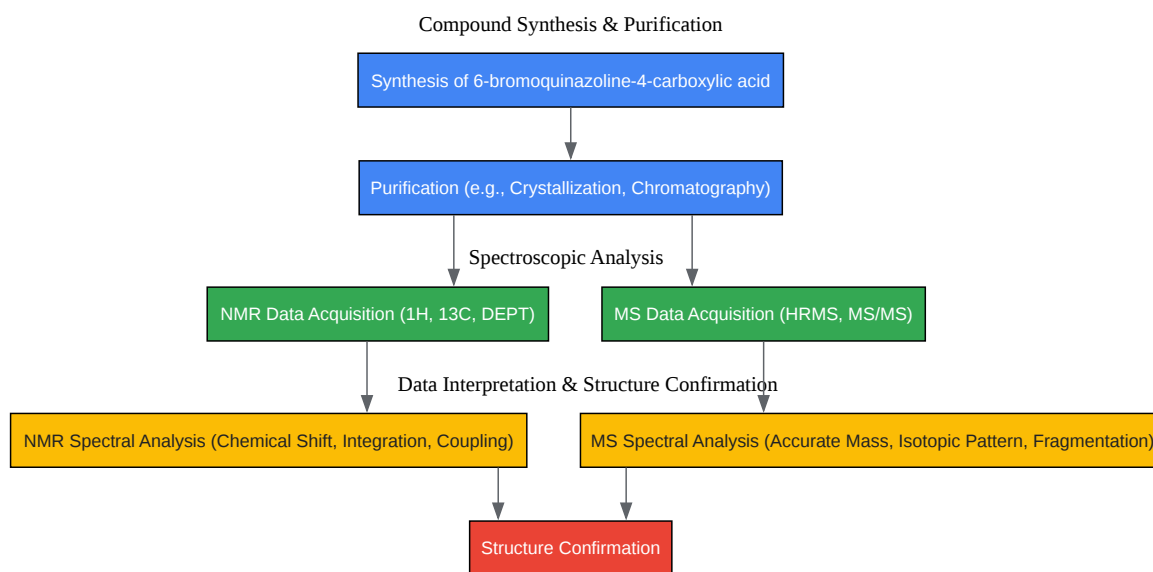 Compound Synthesis & Purification
Synthesis of 6-bromoquinazoline-4-carboxylic acid
Purification (e.g., Crystallization, Chromatography)
Spectroscopic Analysis
NMR Data Acquisition (1H, 13C, DEPT)
MS Data Acquisition (HRMS, MS/MS)
Data Interpretation & Structure Confirmation
NMR Spectral Analysis (Chemical Shift, Integration, Coupling)
MS Spectral Analysis (Accurate Mass, Isotopic Pattern, Fragmentation)
Structure Confirmation